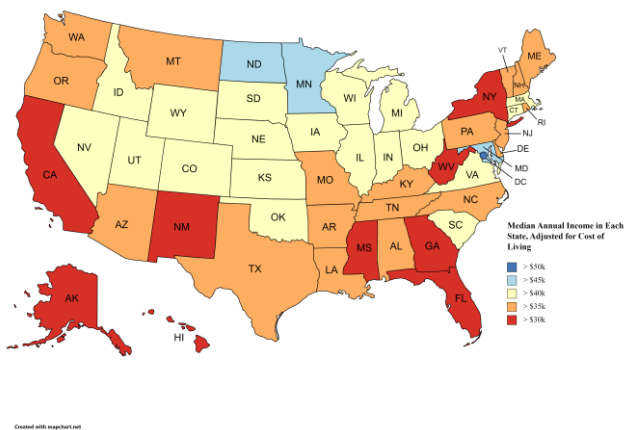 WA
MT
ND
MN
VT
ME
OR
ID
SD
WI
MI
NY
NH
MA
CT
RI
WY
IA
NE
PA
NJ
NV
UT
CO
IL
IN
OH
DE
MD
DC
WV
VA
CA
KS
MO
KY
NC
TN
AZ
NM
OK
AR
SC
MS
AL
GA
TX
LA
FL
AK
HI
Median Annual Income in Each
State, Adjusted for Cost of
Living
> $50k
> $45k
> $40k
> $35k
> $30k
Created with mapchart.net